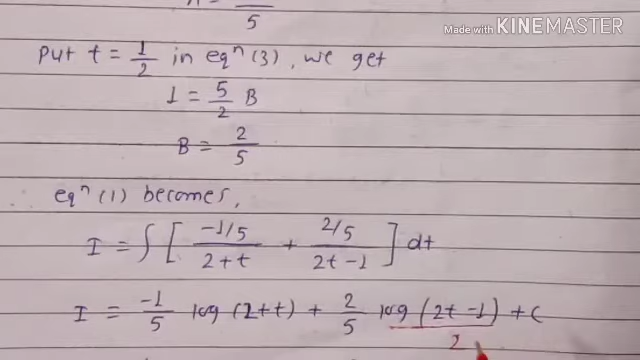 5
Made with KINEMASTER
Put t = 1/2 in eqⁿ (3), we get
1 = 5/2 B
B = 2/5
eqⁿ (1) becomes,
I = ∫ [ (-1/5)/(2+t) + (2/5)/(2t-1) ] dt
I = -1/5 log (2+t) + 2/5 log (2t-1)/2 + C